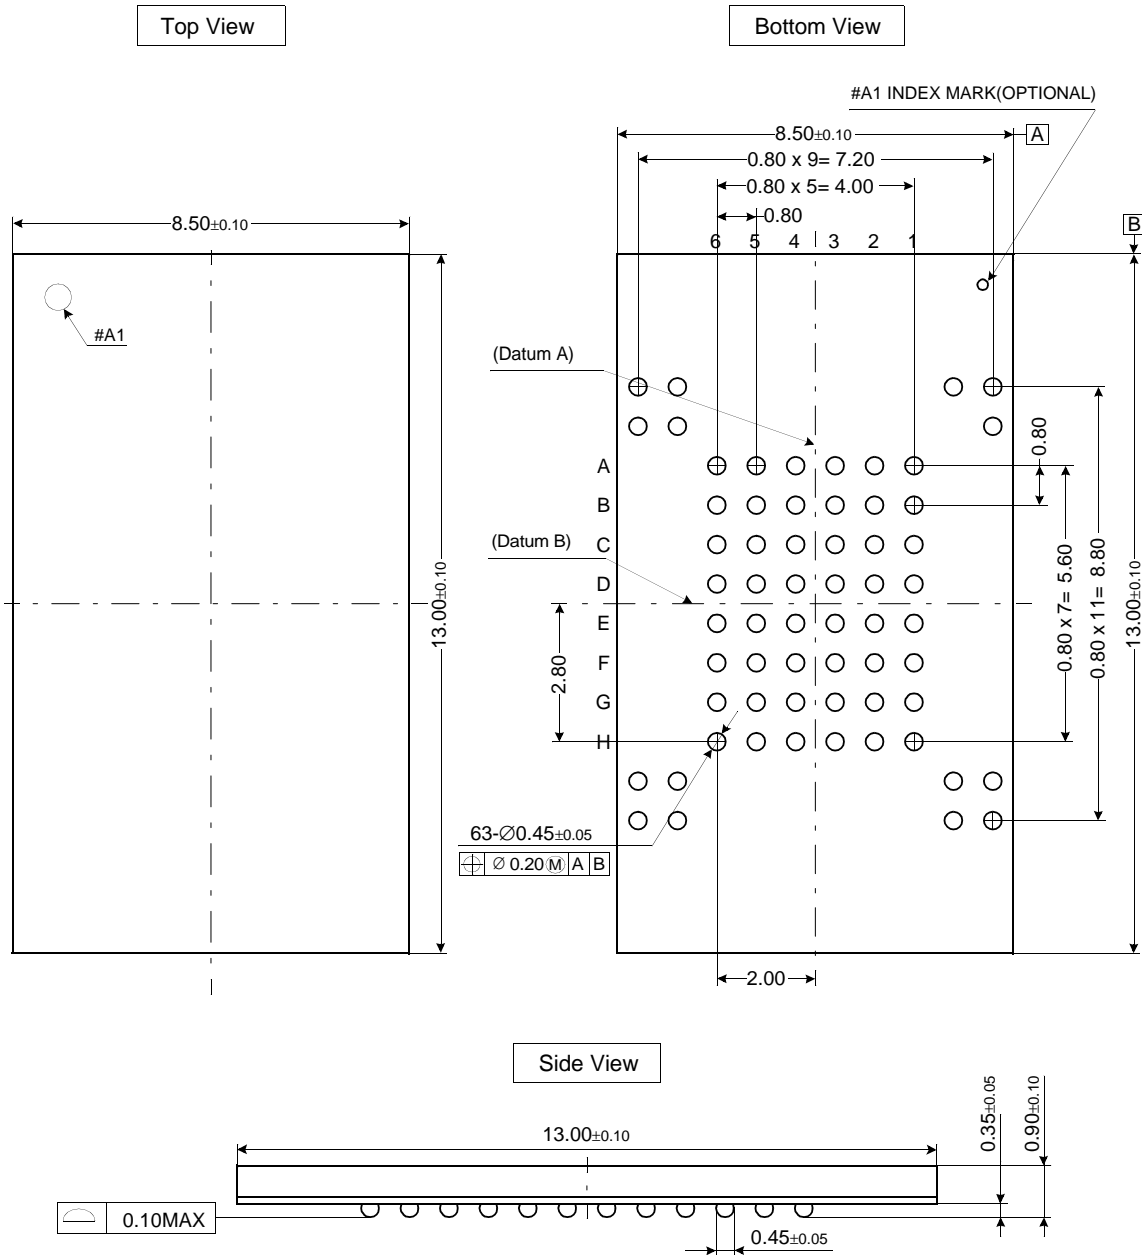 Top View
Bottom View
#A1 INDEX MARK(OPTIONAL)
8.50±0.10
A
0.80 x 9= 7.20
0.80 x 5= 4.00
0.80
8.50±0.10
B
6 5 4 3 2 1
#A1
(Datum A)
0.80
A
B
(Datum B)
C
D
E
F
G
H
13.00±0.10
2.80
0.80 x 7= 5.60
0.80 x 11= 8.80
13.00±0.10
63-Ø0.45±0.05
Ø 0.20 M A B
2.00
Side View
13.00±0.10
0.35±0.05
0.90±0.10
0.10MAX
0.45±0.05